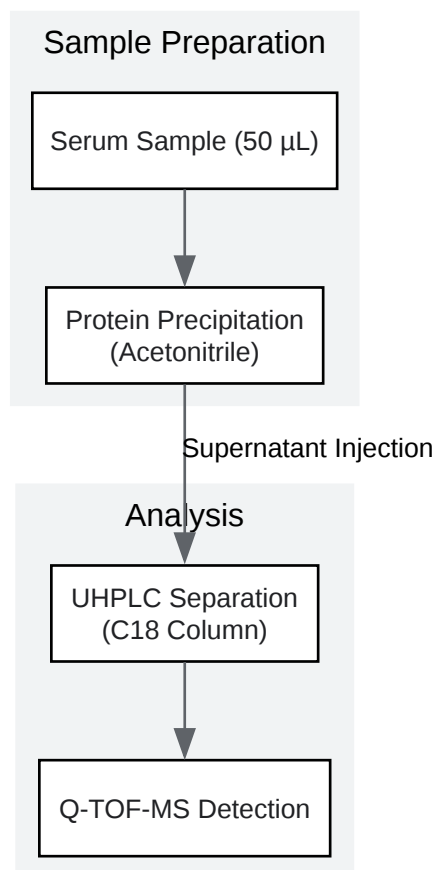 Sample Preparation
Serum Sample (50 µL)
Protein Precipitation
(Acetonitrile)
Supernatant Injection
Analysis
UHPLC Separation
(C18 Column)
Q-TOF-MS Detection